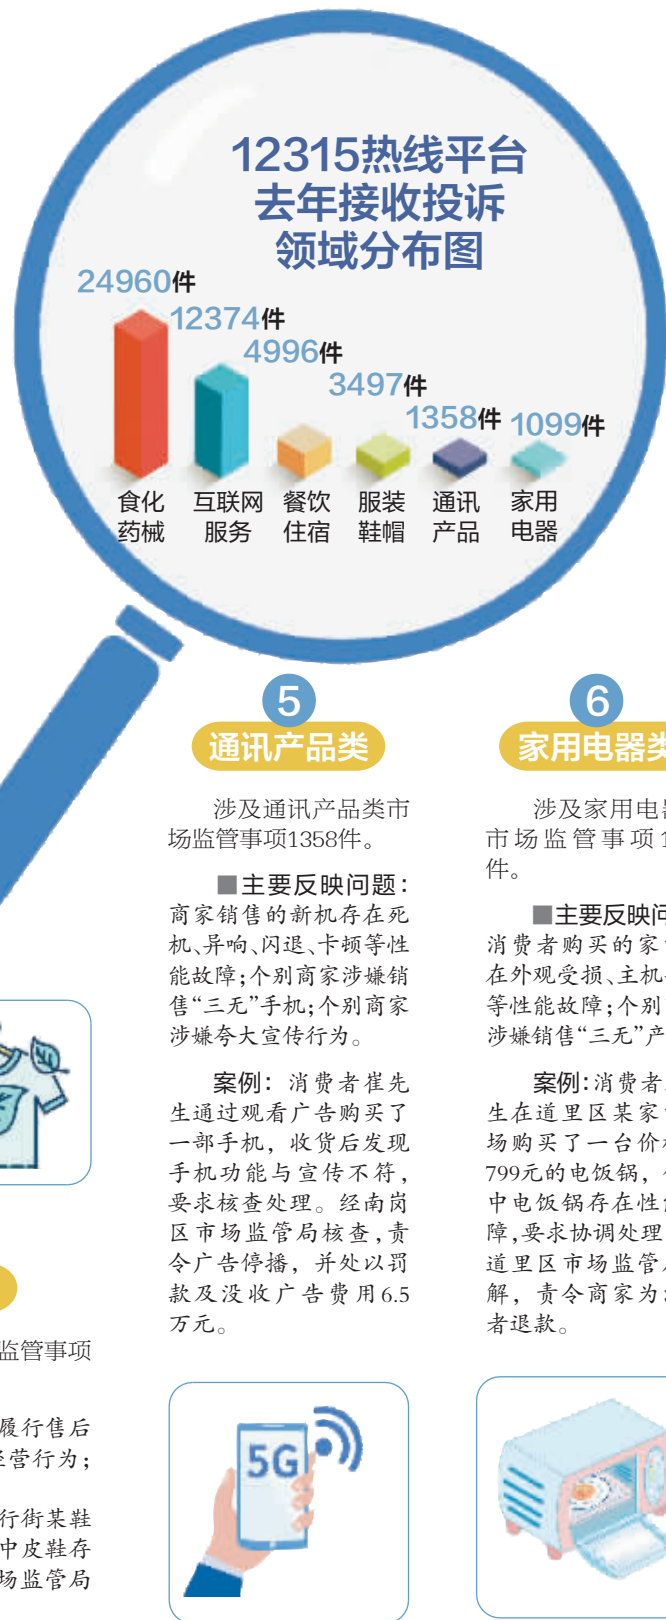 12315热线平台
去年接收投诉
领域分布图
24960件
12374件
4996件
3497件
1358件
1099件
食化
药械
互联网
服务
餐饮
住宿
服装
鞋帽
通讯
产品
家用
电器
5
通讯产品类
涉及通讯产品类市
场监管事项1358件。
■主要反映问题：
商家销售的新机存在死
机、异响、闪退、卡顿等性
能故障；个别商家涉嫌销
售“三无”手机；个别商家
涉嫌夸大宣传行为。
案例：消费者崔先
生通过观看广告购买了
一部手机，收货后发现
手机功能与宣传不符，
要求核查处理。经南岗
区市场监管局核查，责
令广告停播，并处以罚
款及没收广告费用6.5
万元。
5G
6
家用电器类
涉及家用电
市场监管事项1
件。
■主要反映问
消费者购买的家
在外观受损、主机
等性能故障；个别
涉嫌销售“三无”产
案例：消费者
生在道里区某家
场购买了一台价
799元的电饭锅，
中电饭锅存在性
障，要求协调处理
道里区市场监管
解，责令商家为
者退款。
监管事项
履行售后
经营行为；
行街某鞋
中皮鞋存
场监管局